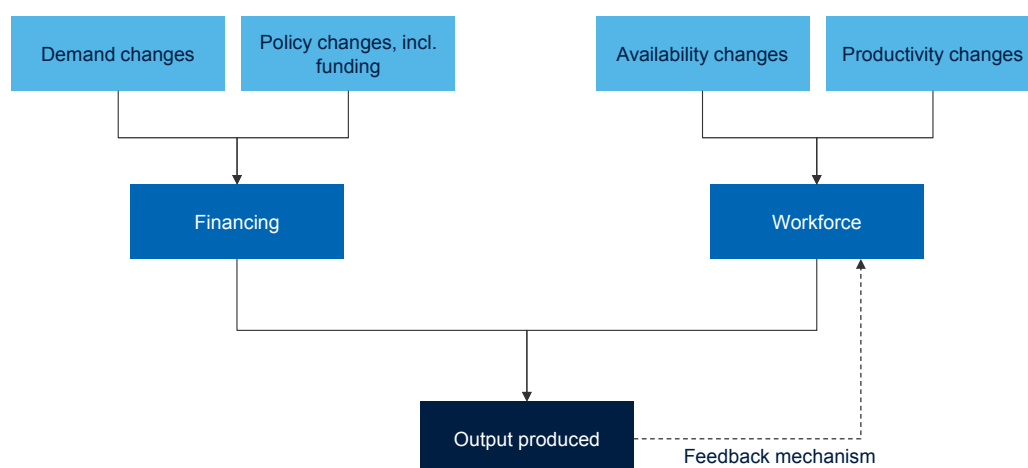 Demand changes
Policy changes, incl.
funding
Availability changes
Productivity changes
Financing
Workforce
Output produced
Feedback mechanism